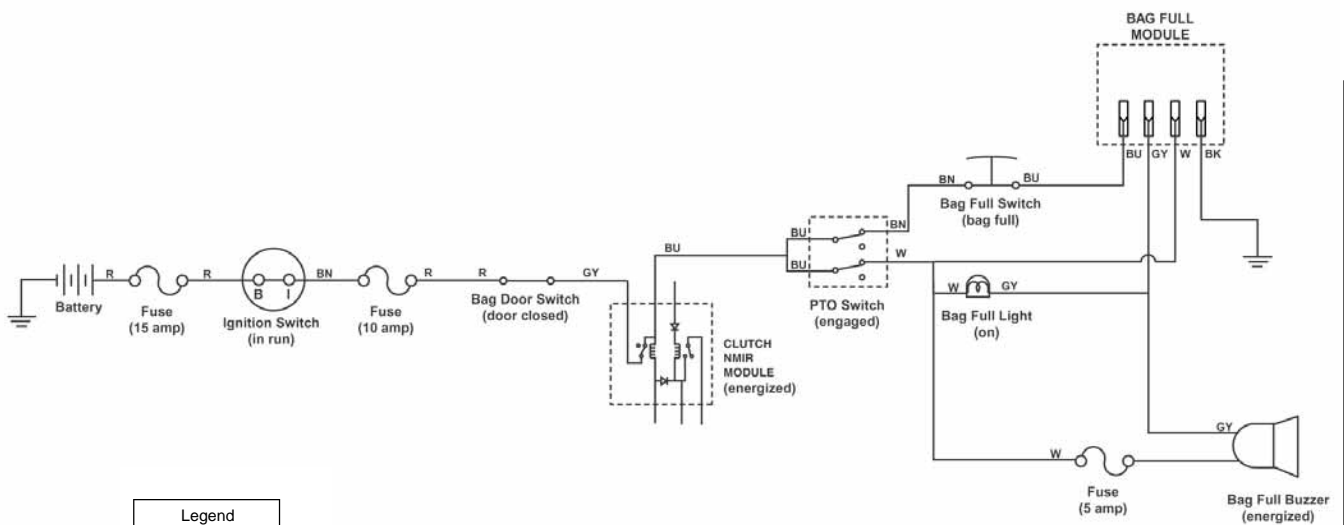 BAG FULL
MODULE
BU GY W BK
BN BU
Bag Full Switch
(bag full)
BU BN
BU W
BU
PTO Switch
(engaged)
W GY
Bag Full Light
(on)
R R BN R R GY
B I
Battery
Fuse
(15 amp)
Ignition Switch
(in run)
Fuse
(10 amp)
Bag Door Switch
(door closed)
CLUTCH
NMIR
MODULE
(energized)
GY
W
Fuse
(5 amp)
Bag Full Buzzer
(energized)
Legend